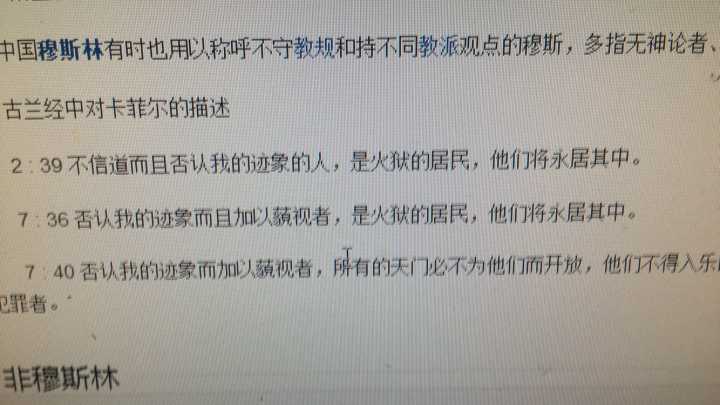 中国穆斯林有时也用以称呼不守教规和持不同教派观点的穆斯，多指无神论者、
古兰经中对卡菲尔的描述
2：39 不信道而且否认我的迹象的人，是火狱的居民，他们将永居其中。
7：36 否认我的迹象而且加以藐视者，是火狱的居民，他们将永居其中。
7：40 否认我的迹象而加以藐视者，所有的天门必不为他们而开放，他们不得入乐
犯罪者。
非穆斯林